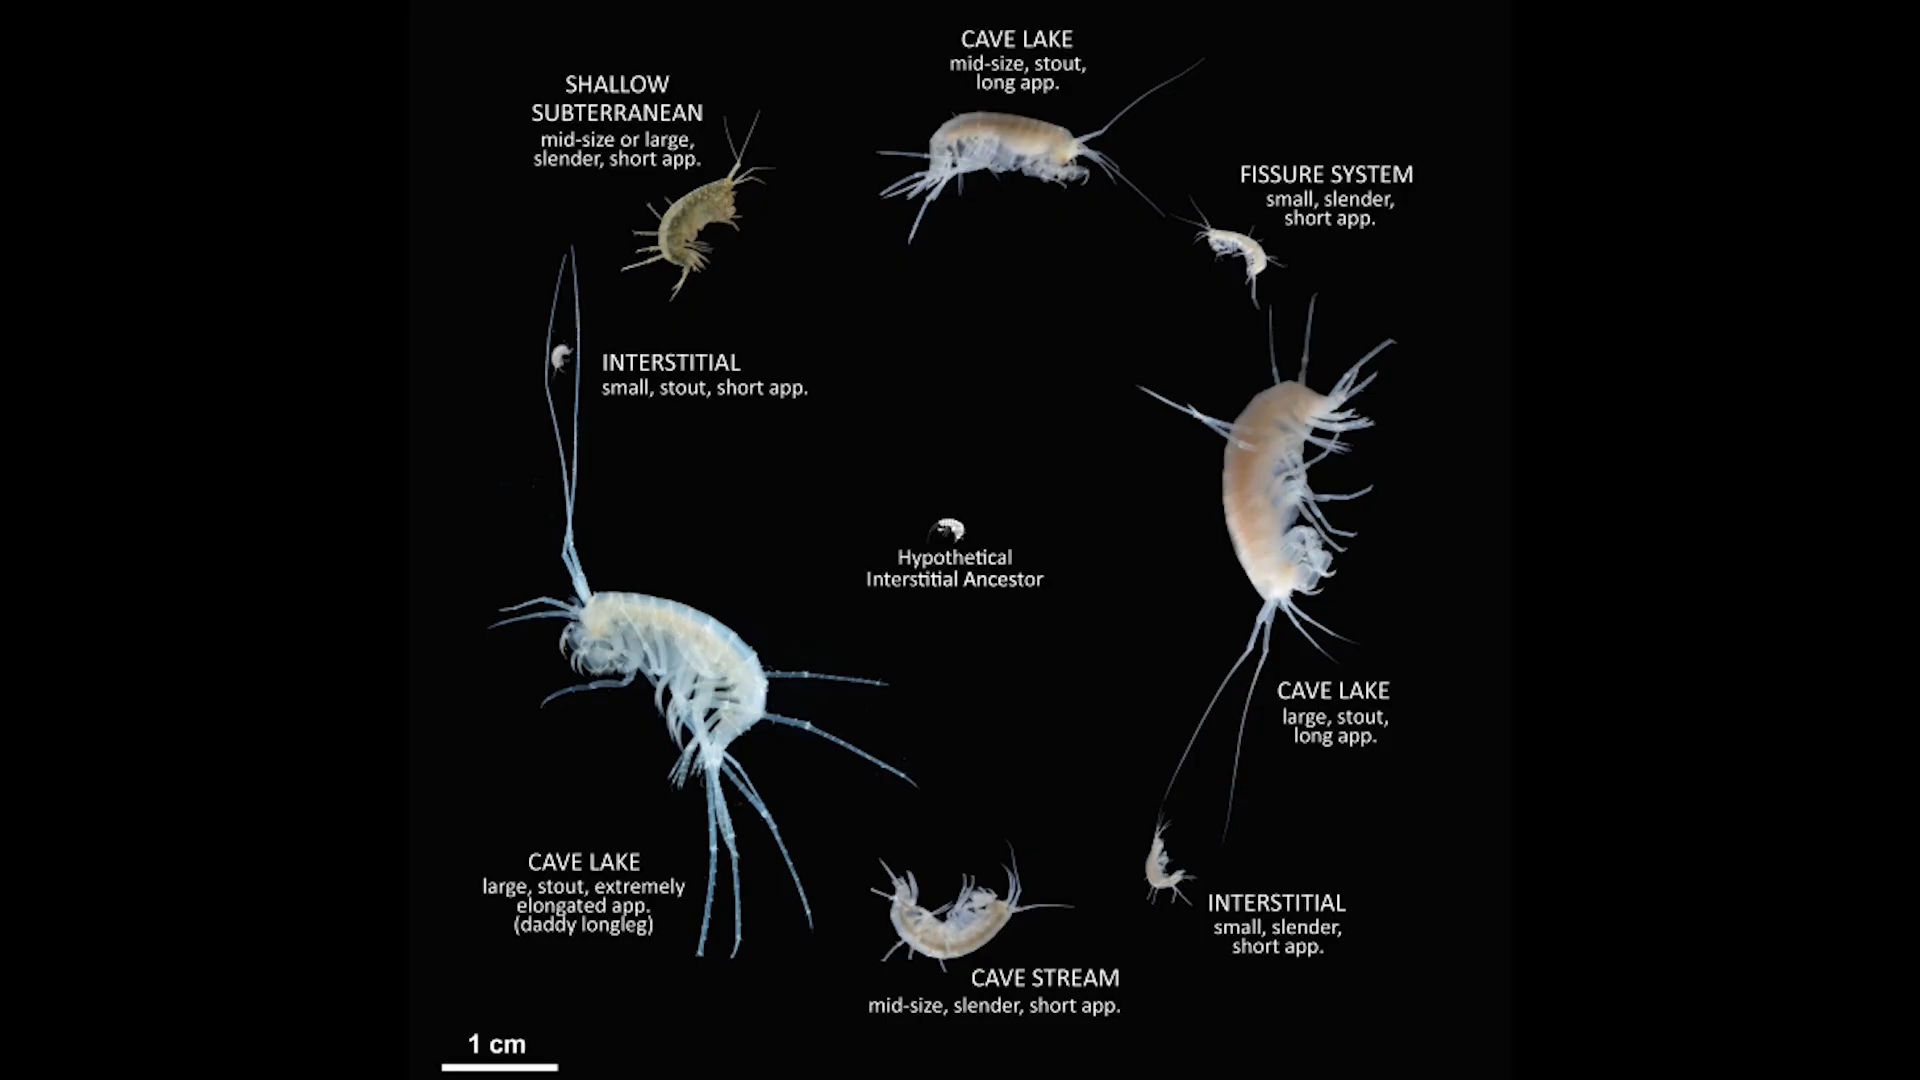 CAVE LAKE
mid-size, stout,
long app.
SHALLOW
SUBTERRANEAN
mid-size or large,
slender, short app.
FISSURE SYSTEM
small, slender,
short app.
INTERSTITIAL
small, stout, short app.
Hypothetical
Interstitial Ancestor
CAVE LAKE
large, stout,
long app.
CAVE LAKE
large, stout, extremely
elongated app.
(daddy longleg)
INTERSTITIAL
small, slender,
short app.
CAVE STREAM
mid-size, slender, short app.
1 cm